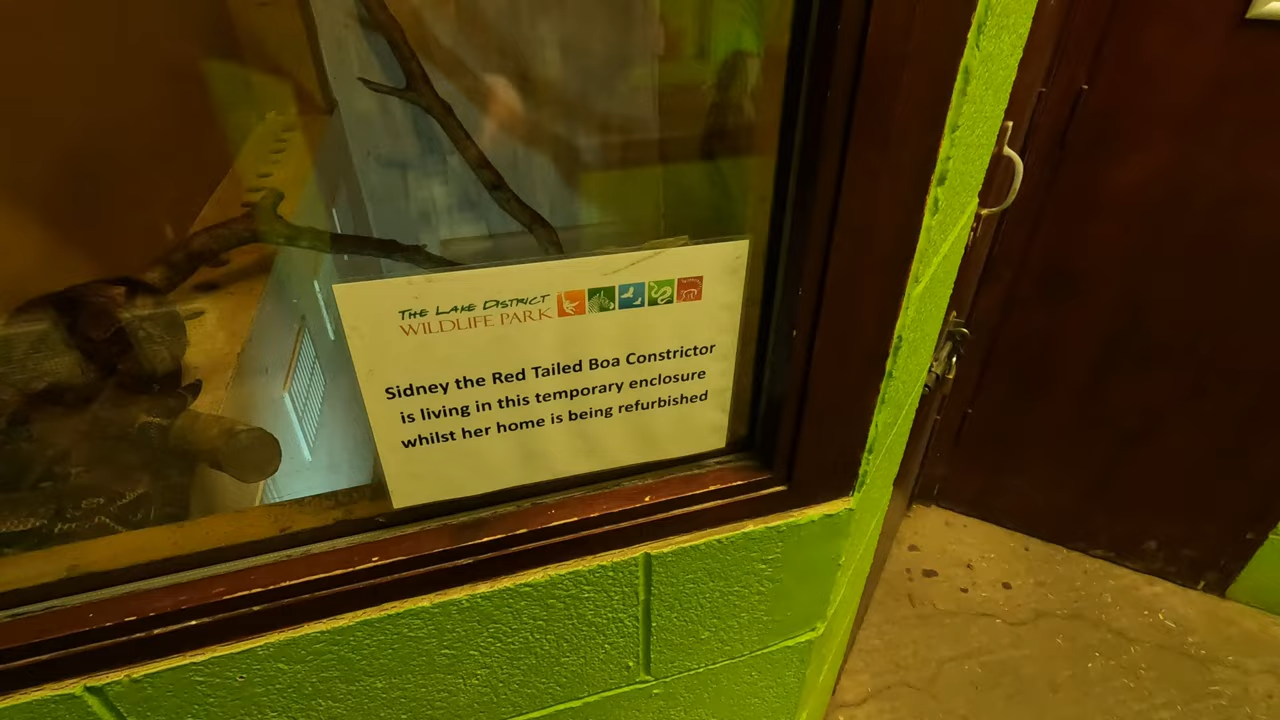 THE LAKE DISTRICT
WILDLIFE PARK
Sidney the Red Tailed Boa Constrictor
is living in this temporary enclosure
whilst her home is being refurbished